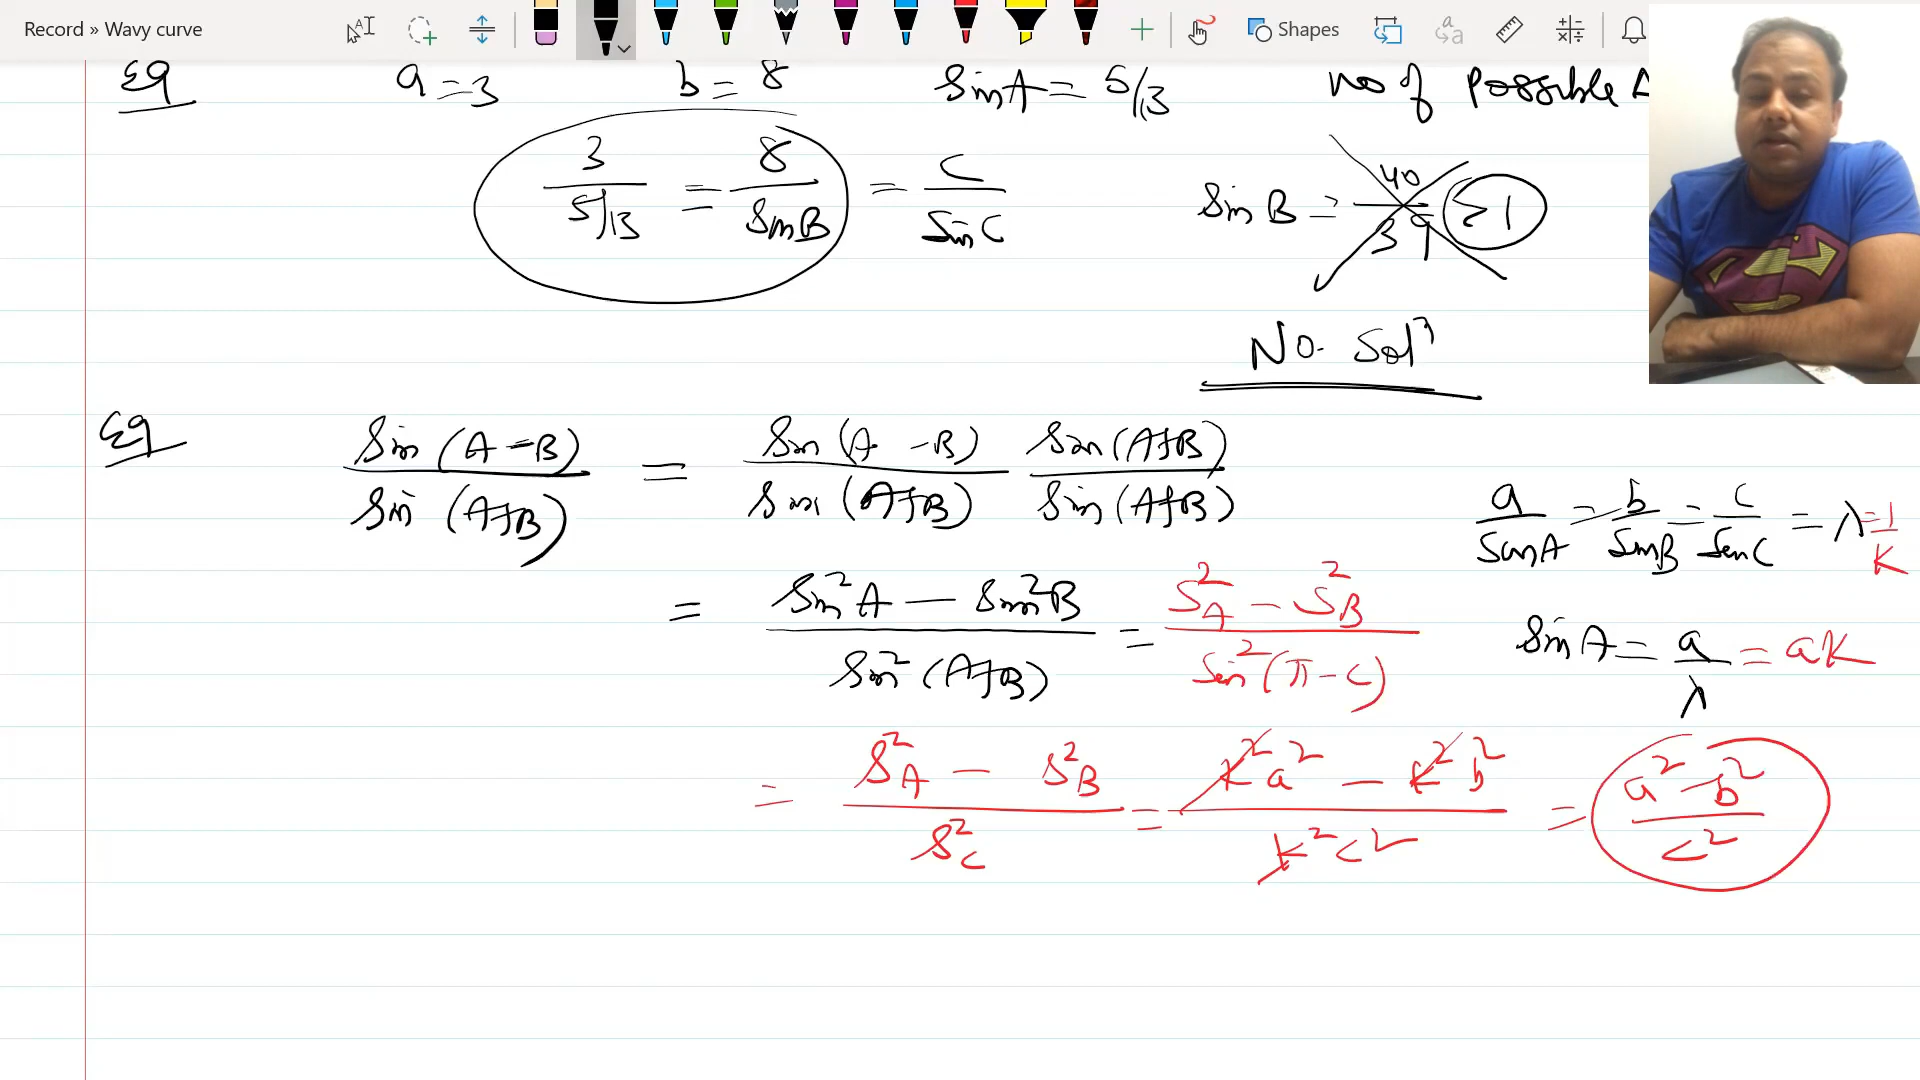 Record » Wavy curve
Shapes
Eg a = 3 b = 8 sin A = 5/13 no of possible Δ
3/(5/13) = 8/sin B = c/sin C sin B = 40/39 > 1
No. Solⁿ
Eg sin (A - B)/sin (A+B) = sin (A - B)/sin (A+B) sin (A+B)/sin (A+B)
a/sin A = b/sin B = c/sin C = λ = 1/K
= (sin²A - sin²B)/sin² (A+B) = (S²A - S²B)/sin² (π - C)
sin A = a/λ = aK
= (S²A - S²B)/S²C = (K²a² - K²b²)/K²c² = (a² - b²)/c²